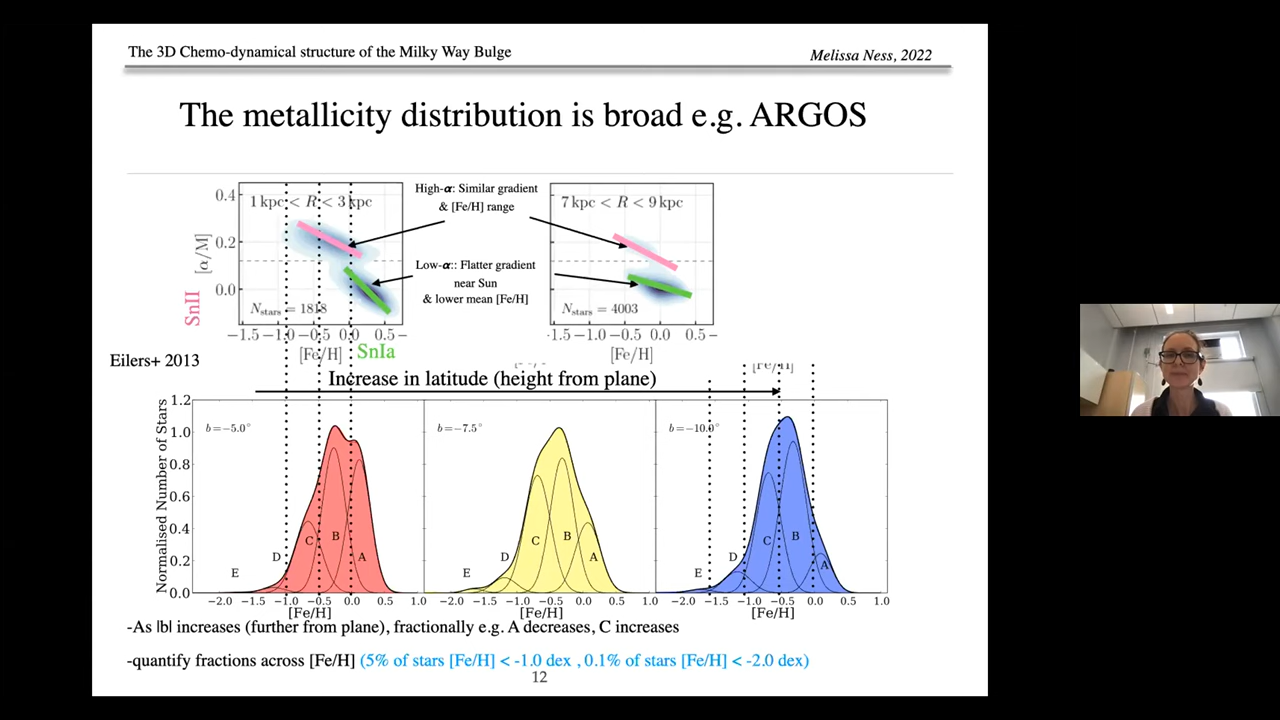 The 3D Chemo-dynamical structure of the Milky Way Bulge
Melissa Ness, 2022
The metallicity distribution is broad e.g. ARGOS
0.4
0.2
0.0
[α/M]
SnII
1 kpc < R < 3 kpc
N_stars = 1818
−1.5 −1.0 −0.5 0.0 0.5
[Fe/H]
SnIa
High-α: Similar gradient
& [Fe/H] range
Low-α:: Flatter gradient
near Sun
& lower mean [Fe/H]
7 kpc < R < 9 kpc
N_stars = 4003
-1.5 −1.0 −0.5 0.0 0.5 −
[Fe/H]
Eilers+ 2013
Increase in latitude (height from plane)
Normalised Number of Stars
1.2
1.0
0.8
0.6
0.4
0.2
0.0
b=−5.0°
E D C B A
−2.0 −1.5 −1.0 −0.5 0.0 0.5 1.0
[Fe/H]
b=−7.5°
E D C B A
−2.0 −1.5 −1.0 −0.5 0.0 0.5 1.0
[Fe/H]
b=−10.0°
E D C B A
−2.0 −1.5 −1.0 −0.5 0.0 0.5 1.0
[Fe/H]
-As |b| increases (further from plane), fractionally e.g. A decreases, C increases
-quantify fractions across [Fe/H] (5% of stars [Fe/H] < -1.0 dex , 0.1% of stars [Fe/H] < -2.0 dex)
12